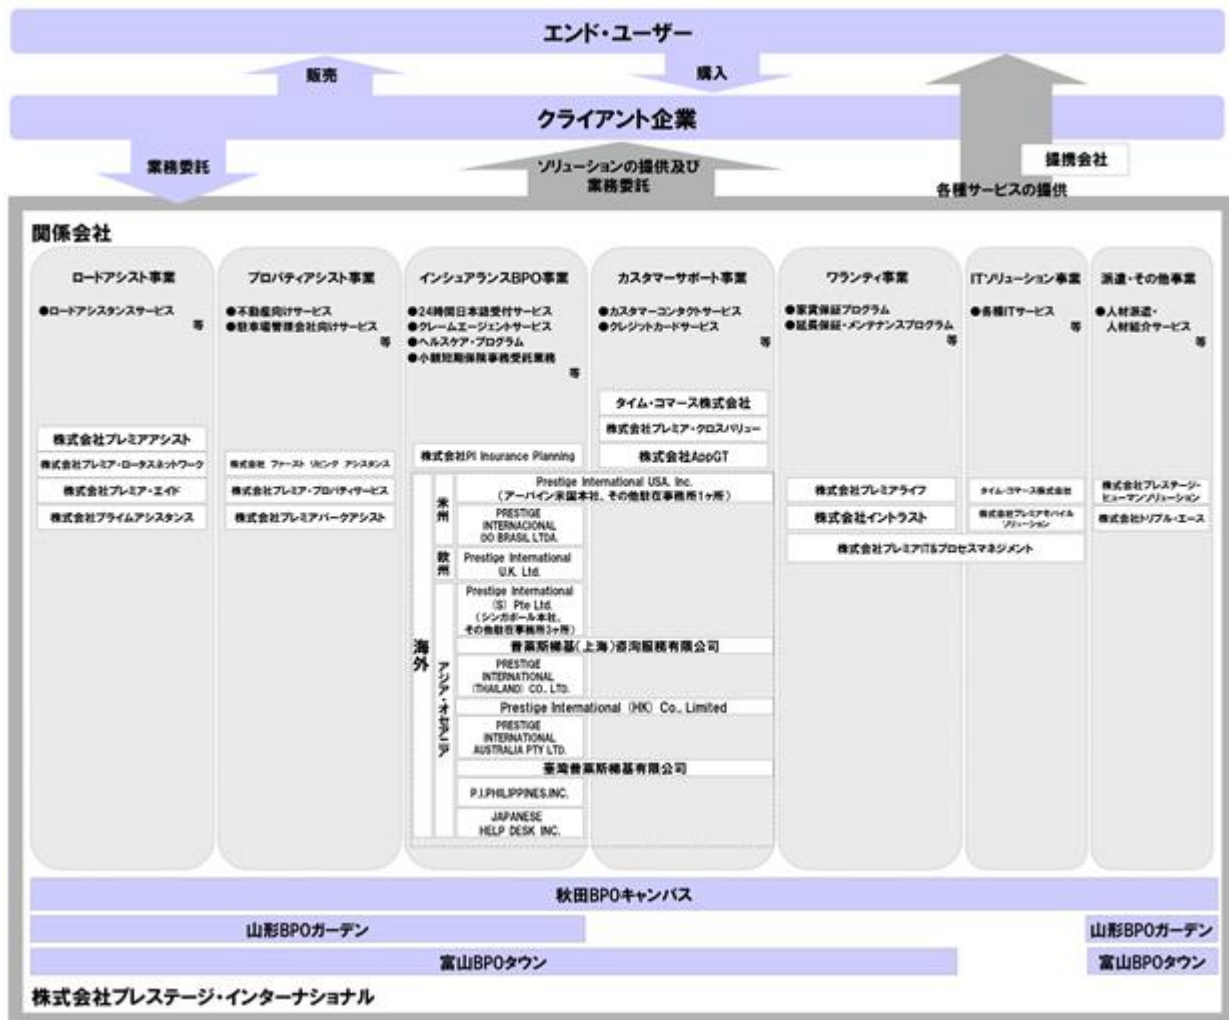 エンド・ユーザー
販売
購入
クライアント企業
業務委託
ソリューションの提供及び
業務委託
提携会社
各種サービスの提供
関係会社
ロードアシスト事業
●ロードアシスタンスサービス
等
株式会社プレミアアシスト
株式会社プレミア・ロータスネットワーク
株式会社プレミア・エイド
株式会社プライムアシスタンス
プロパティアシスト事業
●不動産向けサービス
●駐車場管理会社向けサービス
等
株式会社 ファースト リビング アシスタンス
株式会社プレミア・プロパティサービス
株式会社プレミアパークアシスト
インシュアランスBPO事業
●24時間日本語受付サービス
●クレームエージェントサービス
●ヘルスケア・プログラム
●小額短期保険事務受託業務
等
株式会社PI Insurance Planning
カスタマーサポート事業
●カスタマーコンタクトサービス
●クレジットカードサービス
等
タイム・コマース株式会社
株式会社プレミア・クロスバリュー
株式会社AppGT
海外
米州
Prestige International USA, Inc.
(アーバイン米国本社、その他駐在事務所1ヶ所)
PRESTIGE
INTERNACIONAL
DO BRASIL LTDA.
欧州
Prestige International
U.K. Ltd.
アジア・オセアニア
Prestige International
(S) Pte Ltd.
(シンガポール本社、
その他駐在事務所3ヶ所)
普莱斯梯基(上海)咨询服務有限公司
PRESTIGE
INTERNATIONAL
(THAILAND) CO., LTD.
Prestige International (HK) Co., Limited
PRESTIGE
INTERNATIONAL
AUSTRALIA PTY LTD.
臺灣普莱斯梯基有限公司
P.I.PHILIPPINES,INC.
JAPANESE
HELP DESK INC.
ワランティ事業
●家賃保証プログラム
●延長保証・メンテナンスプログラム
等
株式会社プレミアライフ
株式会社イントラスト
株式会社プレミアIT&プロセスマネジメント
ITソリューション事業
●各種ITサービス
等
タイム・コマース株式会社
株式会社プレミアモバイル
ソリューション
派遣・その他事業
●人材派遣・
人材紹介サービス
等
株式会社プレステージ・
ヒューマンソリューション
株式会社トリプル・エース
秋田BPOキャンパス
山形BPOガーデン
山形BPOガーデン
富山BPOタウン
富山BPOタウン
株式会社プレステージ・インターナショナル